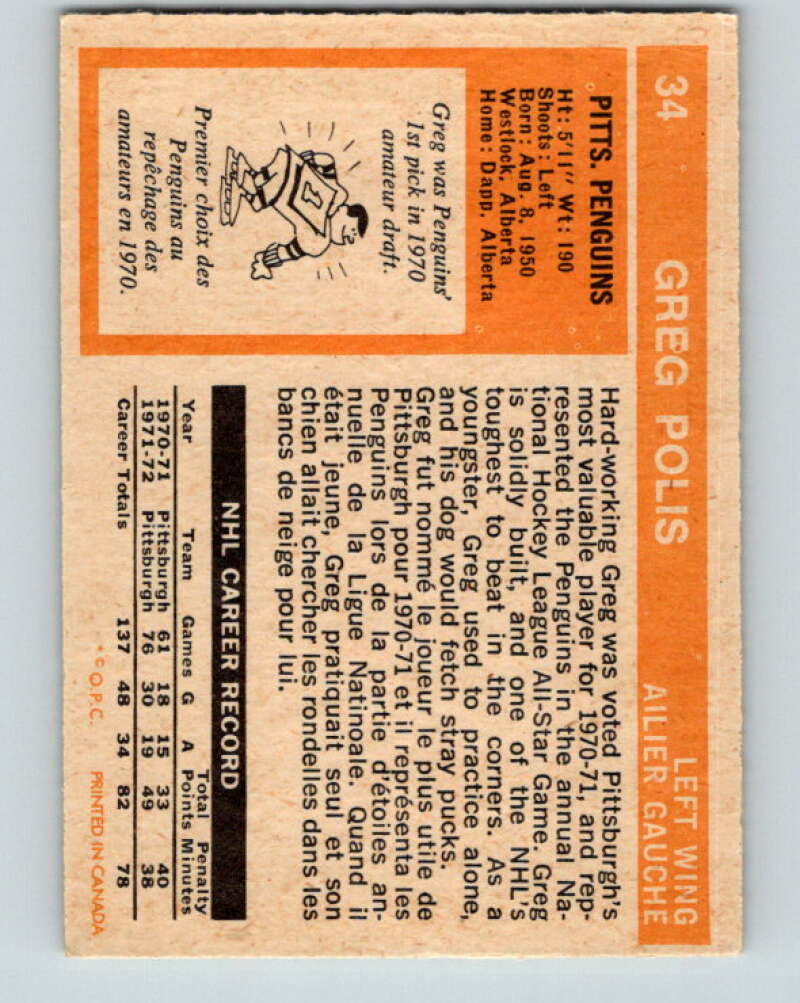 34 GREG POLIS LEFT WING
AILIER GAUCHE
PITTS. PENGUINS
Ht: 5'11" Wt: 190
Shoots: Left
Born: Aug. 8, 1950
Westlock, Alberta
Home: Dapp, Alberta
Greg was Penguins'
1st pick in 1970
amateur draft.
1
Premier choix des
Penguins au
repêchage des
amateurs en 1970.
Hard-working Greg was voted Pittsburgh's
most valuable player for 1970-71, and rep-
resented the Penguins in the annual Na-
tional Hockey League All-Star Game. Greg
is solidly built, and one of the NHL's
toughest to beat in the corners. As a
youngster, Greg used to practice alone,
and his dog would fetch stray pucks.
Greg fut nommé le joueur le plus utile de
Pittsburgh pour 1970-71 et il représenta les
Penguins lors de la partie d'étoiles an-
nuelle de la Ligue Natinoale. Quand il
était jeune, Greg pratiquait seul et son
chien allait chercher les rondelles dans les
bancs de neige pour lui.
NHL CAREER RECORD
Total Penalty
Year Team Games G A Points Minutes
1970-71 Pittsburgh 61 18 15 33 40
1971-72 Pittsburgh 76 30 19 49 38
Career Totals 137 48 34 82 78
* © O.P.C. PRINTED IN CANADA